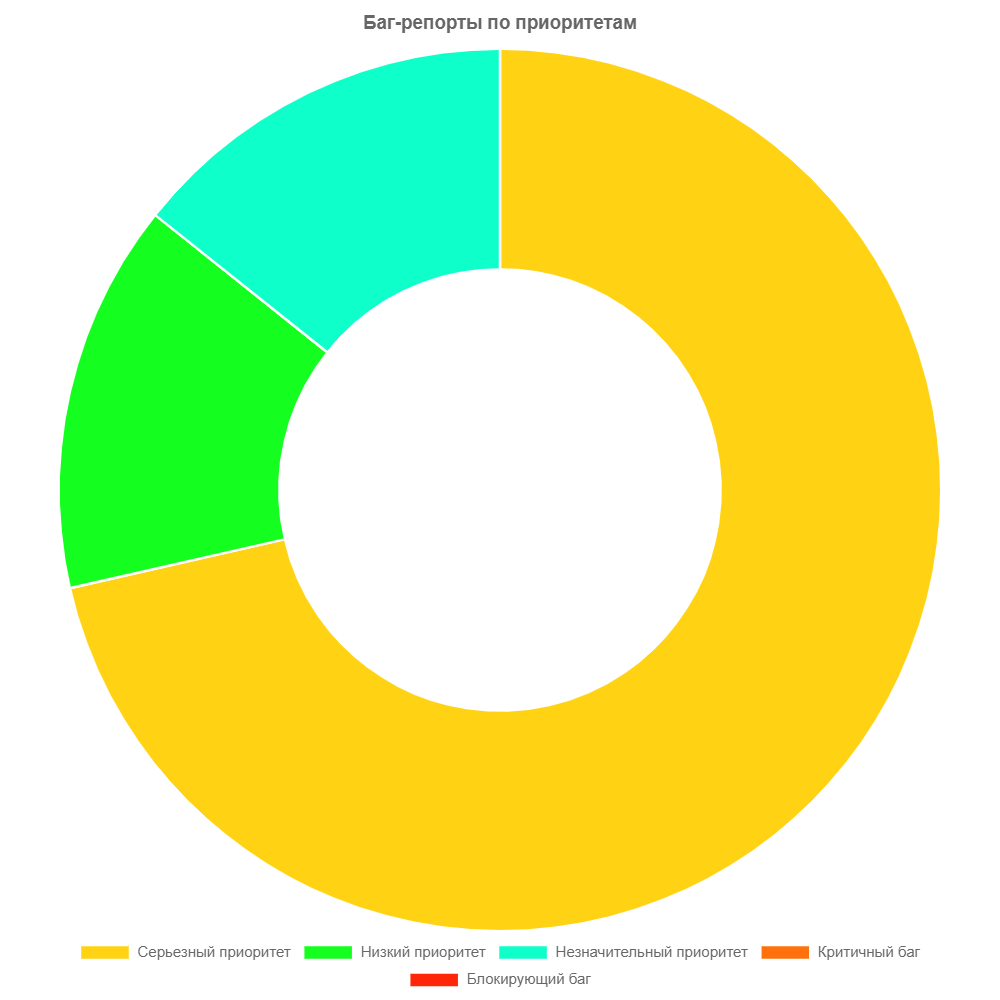 Баг-репорты по приоритетам
Серьезный приоритет Низкий приоритет Незначительный приоритет Критичный баг
Блокирующий баг